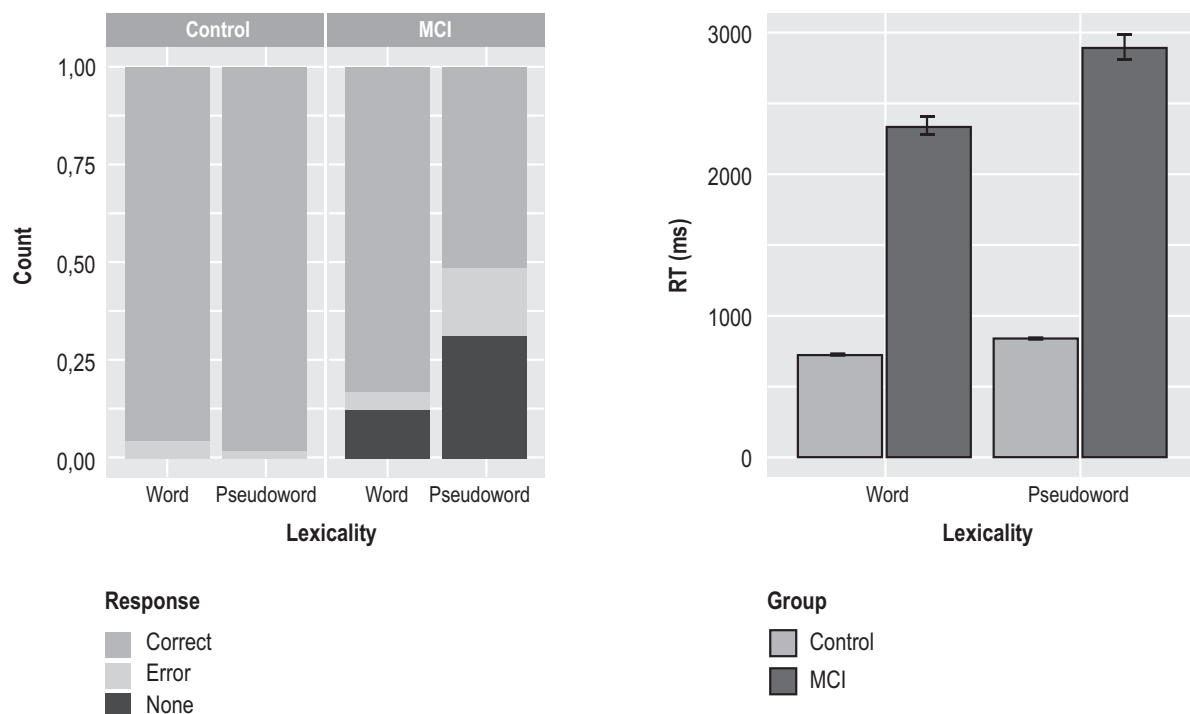 Control MCI
1,00
0,75
0,50
0,25
0,00
Count
Word Pseudoword Word Pseudoword
Lexicality
Response
Correct
Error
None
3000
2000
1000
0
RT (ms)
Word Pseudoword
Lexicality
Group
Control
MCI